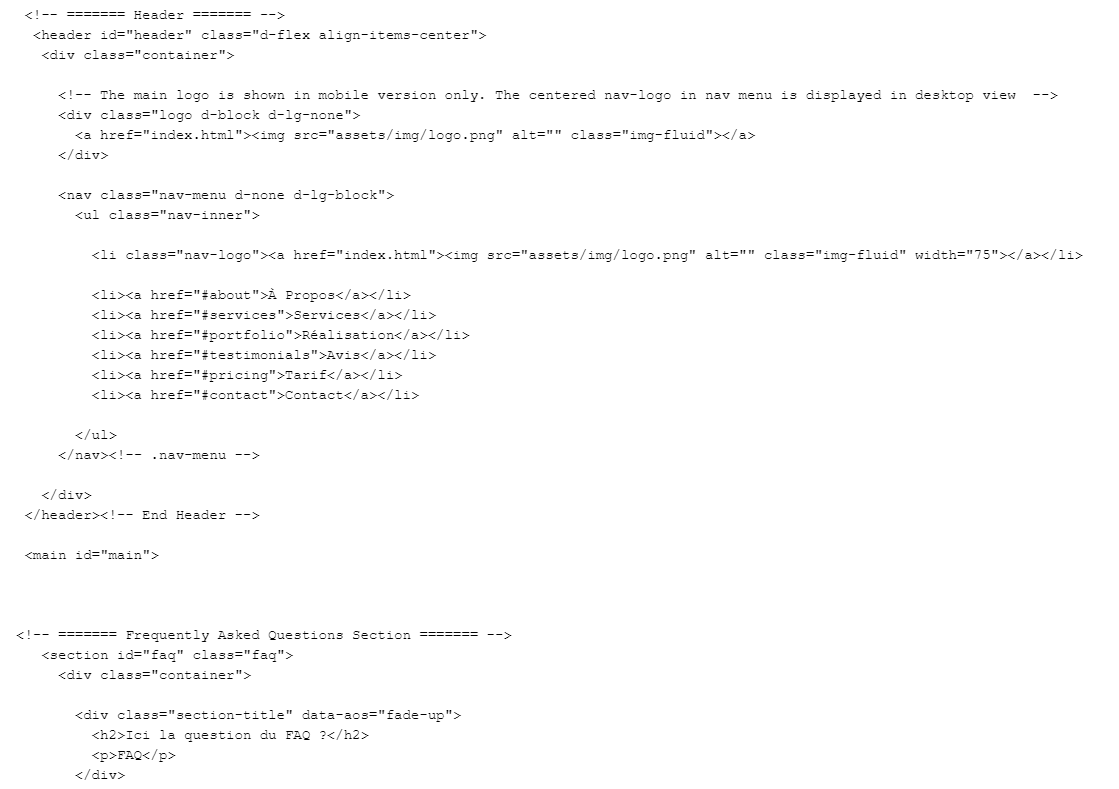 <!-- ======= Header ======= -->
<header id="header" class="d-flex align-items-center">
<div class="container">
<!-- The main logo is shown in mobile version only. The centered nav-logo in nav menu is displayed in desktop view  -->
<div class="logo d-block d-lg-none">
<a href="index.html"><img src="assets/img/logo.png" alt="" class="img-fluid"></a>
</div>
<nav class="nav-menu d-none d-lg-block">
<ul class="nav-inner">
<li class="nav-logo"><a href="index.html"><img src="assets/img/logo.png" alt="" class="img-fluid" width="75"></a></li>
<li><a href="#about">À Propos</a></li>
<li><a href="#services">Services</a></li>
<li><a href="#portfolio">Réalisation</a></li>
<li><a href="#testimonials">Avis</a></li>
<li><a href="#pricing">Tarif</a></li>
<li><a href="#contact">Contact</a></li>
</ul>
</nav><!-- .nav-menu -->
</div>
</header><!-- End Header -->
<main id="main">
<!-- ======= Frequently Asked Questions Section ======= -->
<section id="faq" class="faq">
<div class="container">
<div class="section-title" data-aos="fade-up">
<h2>Ici la question du FAQ ?</h2>
<p>FAQ</p>
</div>